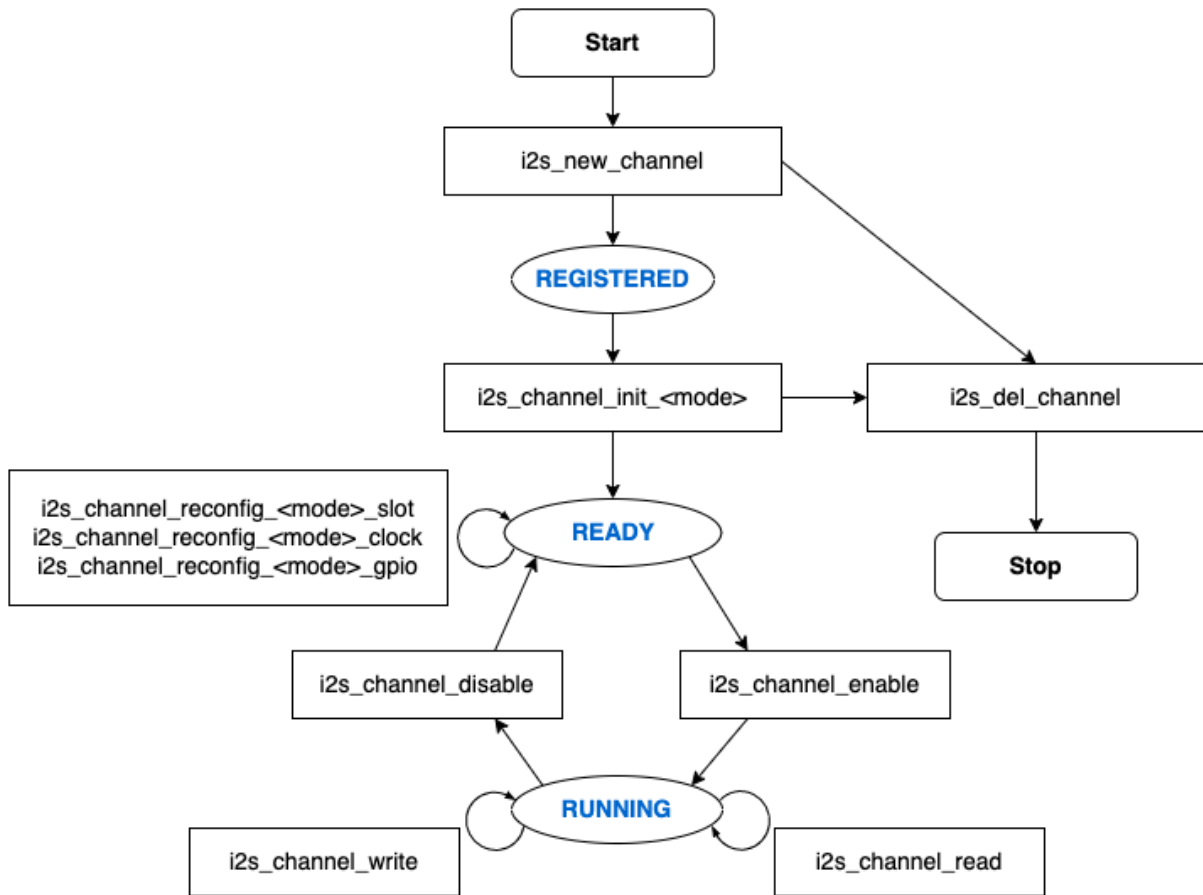 Start
i2s_new_channel
REGISTERED
i2s_channel_init_<mode>
i2s_del_channel
i2s_channel_reconfig_<mode>_slot
i2s_channel_reconfig_<mode>_clock
i2s_channel_reconfig_<mode>_gpio
READY
Stop
i2s_channel_disable
i2s_channel_enable
RUNNING
i2s_channel_write
i2s_channel_read